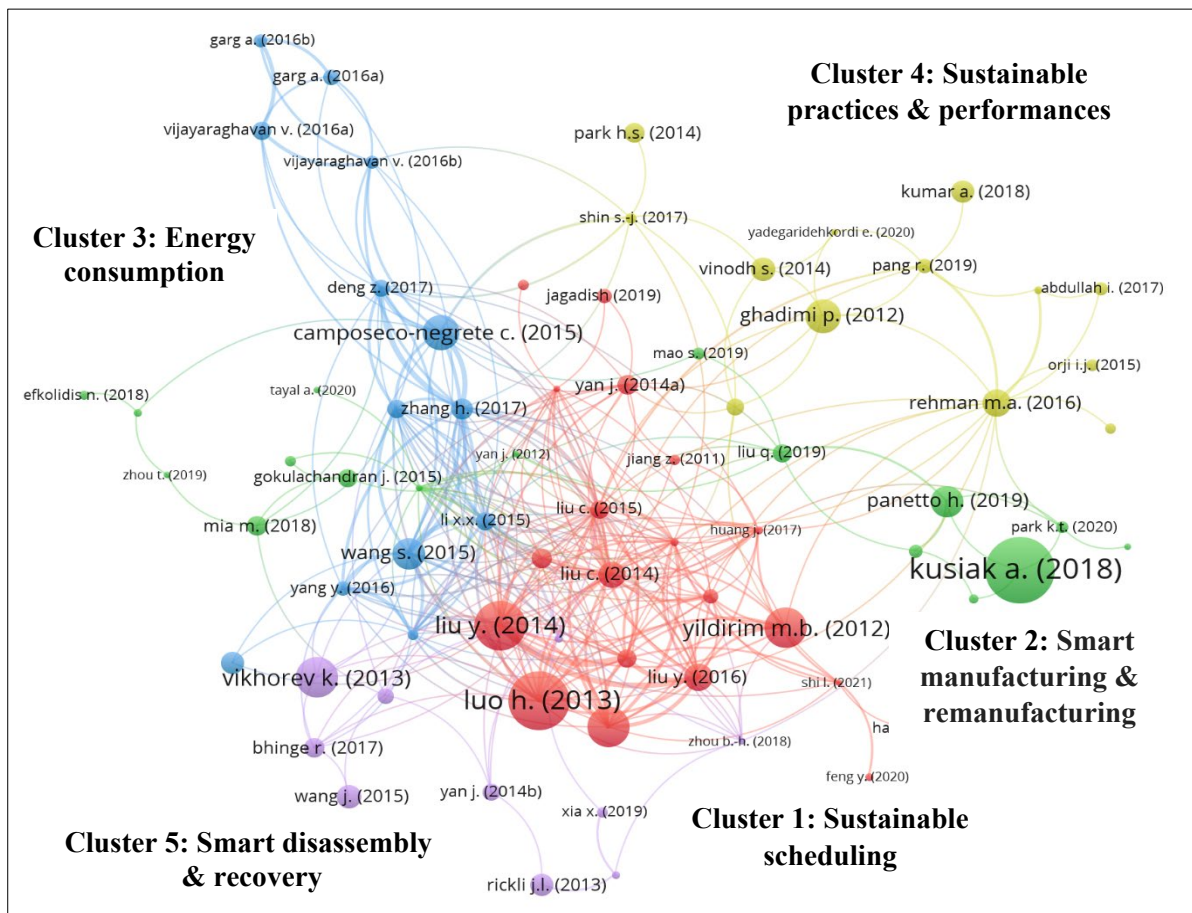 garg a. (2016b)
garg a. (2016a)
vijayaraghavan v. (2016a)
vijayaraghavan v. (2016b)
Cluster 4: Sustainable
practices & performances
park h.s. (2014)
kumar a. (2018)
shin s.-j. (2017)
yadegaridehkordi e. (2020)
Cluster 3: Energy
consumption
vinodh s. (2014)
pang r. (2019)
abdullah i. (2017)
deng z. (2017)
jagadish (2019)
ghadimi p. (2012)
camposeco-negrete c. (2015)
mao s. (2019)
orji i.j. (2015)
efkolidis n. (2018)
tayal a. (2020)
yan j. (2014a)
rehman m.a. (2016)
zhang h. (2017)
zhou t. (2019)
gokulachandran j. (2015)
yan j. (2012)
jiang z. (2011)
liu q. (2019)
mia m. (2018)
li x.x. (2015)
liu c. (2015)
huang j. (2017)
panetto h. (2019)
park k.t. (2020)
wang s. (2015)
liu c. (2014)
kusiak a. (2018)
yang y. (2016)
liu y. (2014)
yildirim m.b. (2012)
Cluster 2: Smart
manufacturing &
remanufacturing
vikhorev k. (2013)
luo h. (2013)
liu y. (2016)
shi l. (2021)
ha
bhinge r. (2017)
zhou b.-h. (2018)
feng y. (2020)
wang j. (2015)
yan j. (2014b)
xia x. (2019)
Cluster 1: Sustainable
scheduling
Cluster 5: Smart disassembly
& recovery
rickli j.l. (2013)